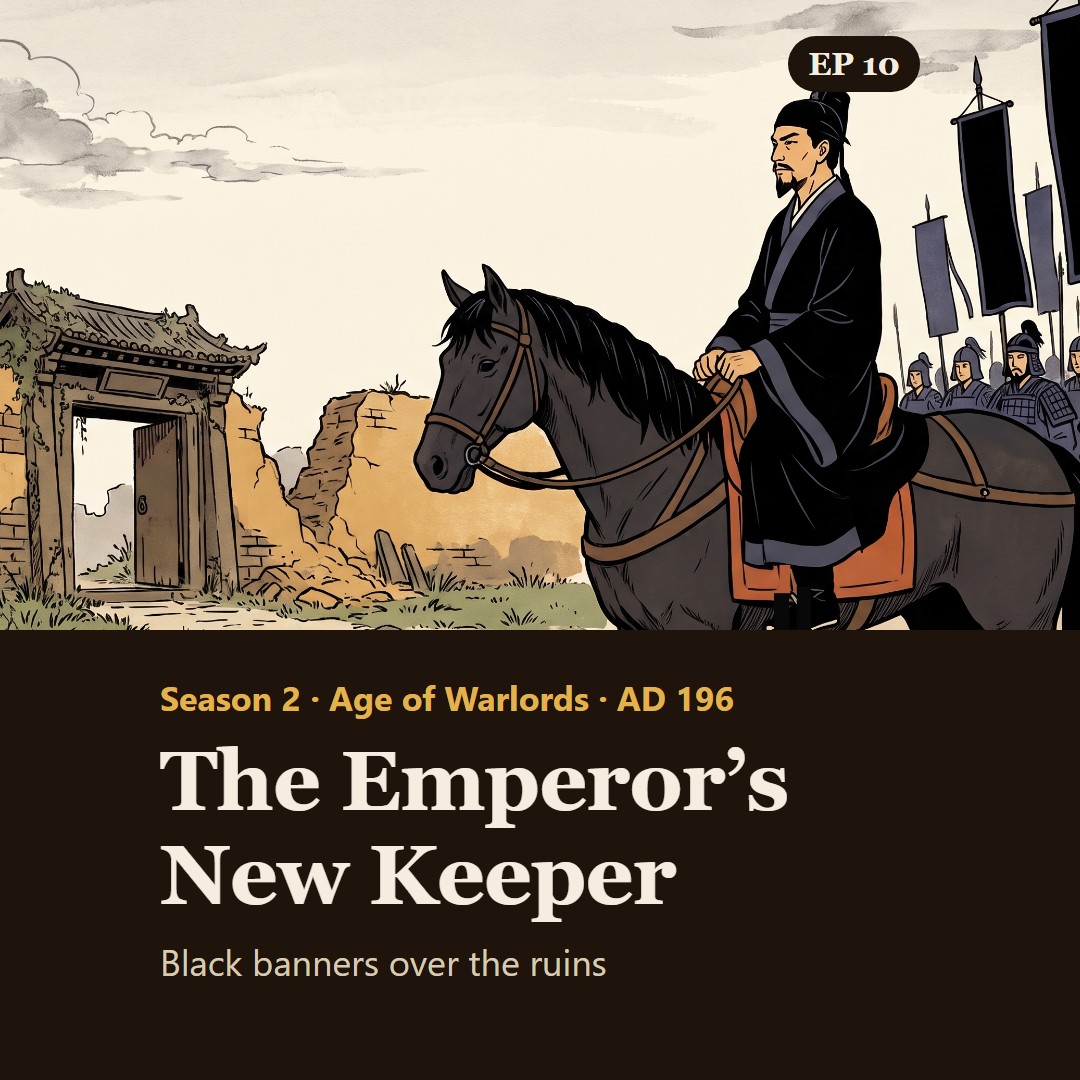 EP 10
Season 2 · Age of Warlords · AD 196
The Emperor’s
New Keeper
Black banners over the ruins